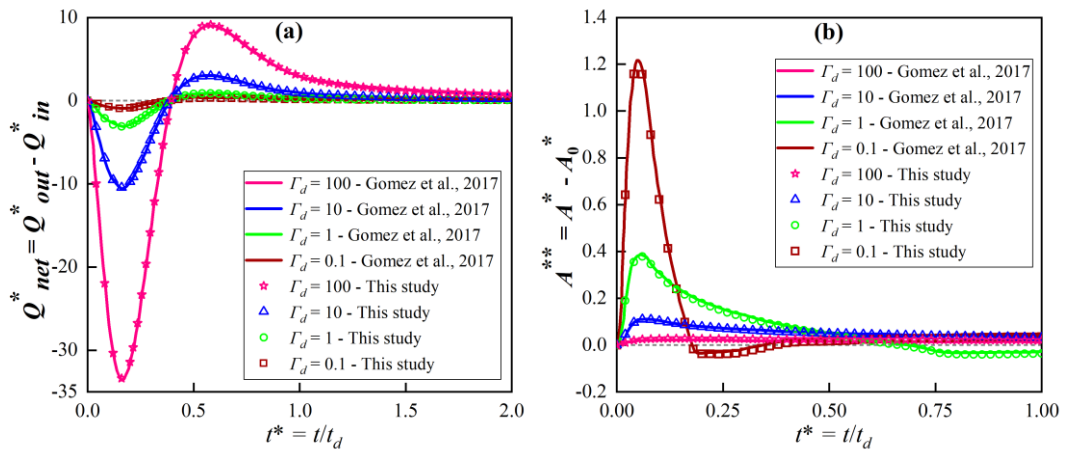 (a)
10
0
-10
-20
-30
-35
0.0
0.5
1.0
1.5
2.0
Q*net = Q*out - Q*in
t* = t/td
Γd = 100 - Gomez et al., 2017
Γd = 10 - Gomez et al., 2017
Γd = 1 - Gomez et al., 2017
Γd = 0.1 - Gomez et al., 2017
Γd = 100 - This study
Γd = 10 - This study
Γd = 1 - This study
Γd = 0.1 - This study
(b)
1.4
1.2
1.0
0.8
0.6
0.4
0.2
0.0
-0.2
0.00
0.25
0.50
0.75
1.00
A** = A* - A0*
t* = t/td
Γd = 100 - Gomez et al., 2017
Γd = 10 - Gomez et al., 2017
Γd = 1 - Gomez et al., 2017
Γd = 0.1 - Gomez et al., 2017
Γd = 100 - This study
Γd = 10 - This study
Γd = 1 - This study
Γd = 0.1 - This study